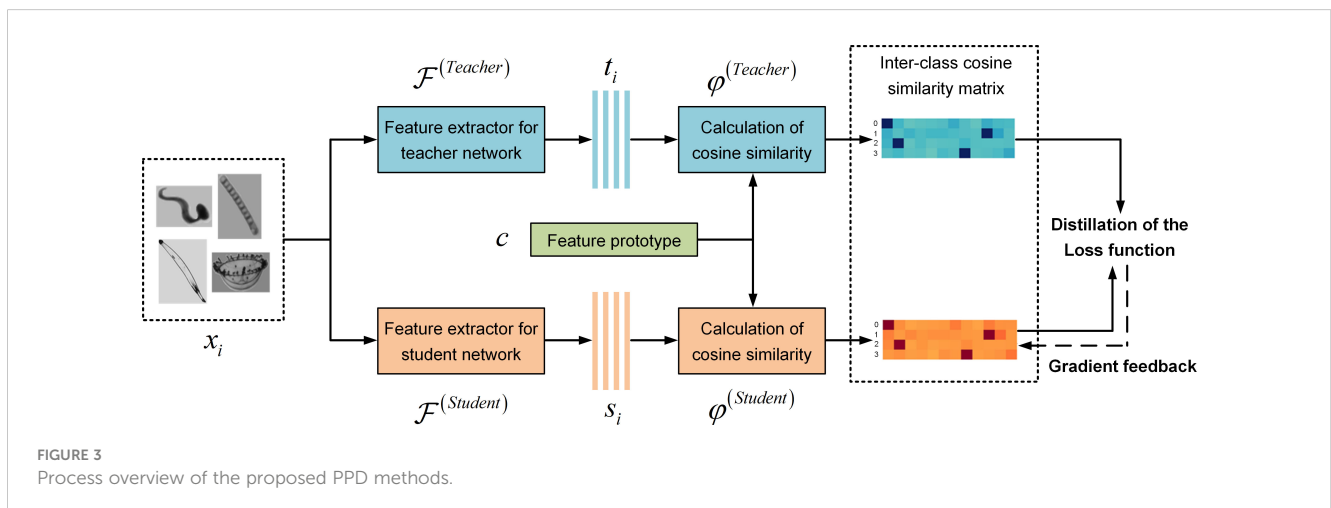 ℱ(Teacher)
t_i
φ(Teacher)
Inter-class cosine
similarity matrix
Feature extractor for
teacher network
Calculation of
cosine similarity
0
1
2
3
c
Feature prototype
Distillation of the
Loss function
x_i
Feature extractor for
student network
Calculation of
cosine similarity
0
1
2
3
Gradient feedback
ℱ(Student)
s_i
φ(Student)
FIGURE 3
Process overview of the proposed PPD methods.